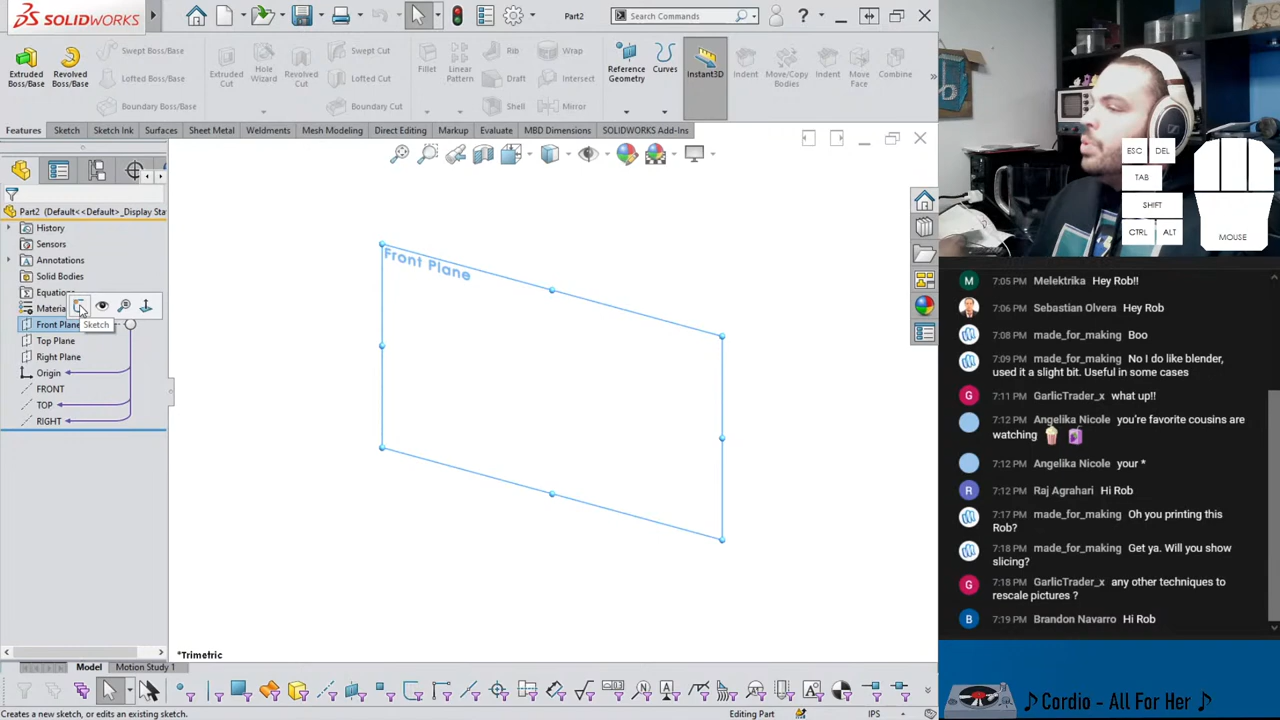 SOLIDWORKS
Part2
Search Commands
Extruded Boss/Base
Revolved Boss/Base
Swept Boss/Base
Lofted Boss/Base
Boundary Boss/Base
Extruded Cut
Hole Wizard
Revolved Cut
Swept Cut
Lofted Cut
Boundary Cut
Fillet
Linear Pattern
Rib
Draft
Shell
Wrap
Intersect
Mirror
Reference Geometry
Curves
Instant3D
Indent
Move/Copy Bodies
Indent
Move Face
Combine
Features
Sketch
Sketch Ink
Surfaces
Sheet Metal
Weldments
Mesh Modeling
Direct Editing
Markup
Evaluate
MBD Dimensions
SOLIDWORKS Add-Ins
Part2 (Default<<Default>_Display Sta
History
Sensors
Annotations
Solid Bodies
Equations
Materia
Front Plane
Sketch
Top Plane
Right Plane
Origin
FRONT
TOP
RIGHT
Front Plane
*Trimetric
Model
Motion Study 1
Creates a new sketch, or edits an existing sketch.
Editing Part
IPS
ESC
DEL
TAB
SHIFT
CTRL
ALT
MOUSE
M 7:05 PM Melektrika Hey Rob!!
7:06 PM Sebastian Olvera Hey Rob
7:08 PM made_for_making Boo
7:09 PM made_for_making No I do like blender,
used it a slight bit. Useful in some cases
G 7:11 PM GarlicTrader_x what up!!
7:12 PM Angelika Nicole you're favorite cousins are
watching
7:12 PM Angelika Nicole your *
R 7:12 PM Raj Agrahari Hi Rob
7:17 PM made_for_making Oh you printing this
Rob?
7:18 PM made_for_making Get ya. Will you show
slicing?
G 7:18 PM GarlicTrader_x any other techniques to
rescale pictures ?
B 7:19 PM Brandon Navarro Hi Rob
♪ Cordio - All For Her ♪